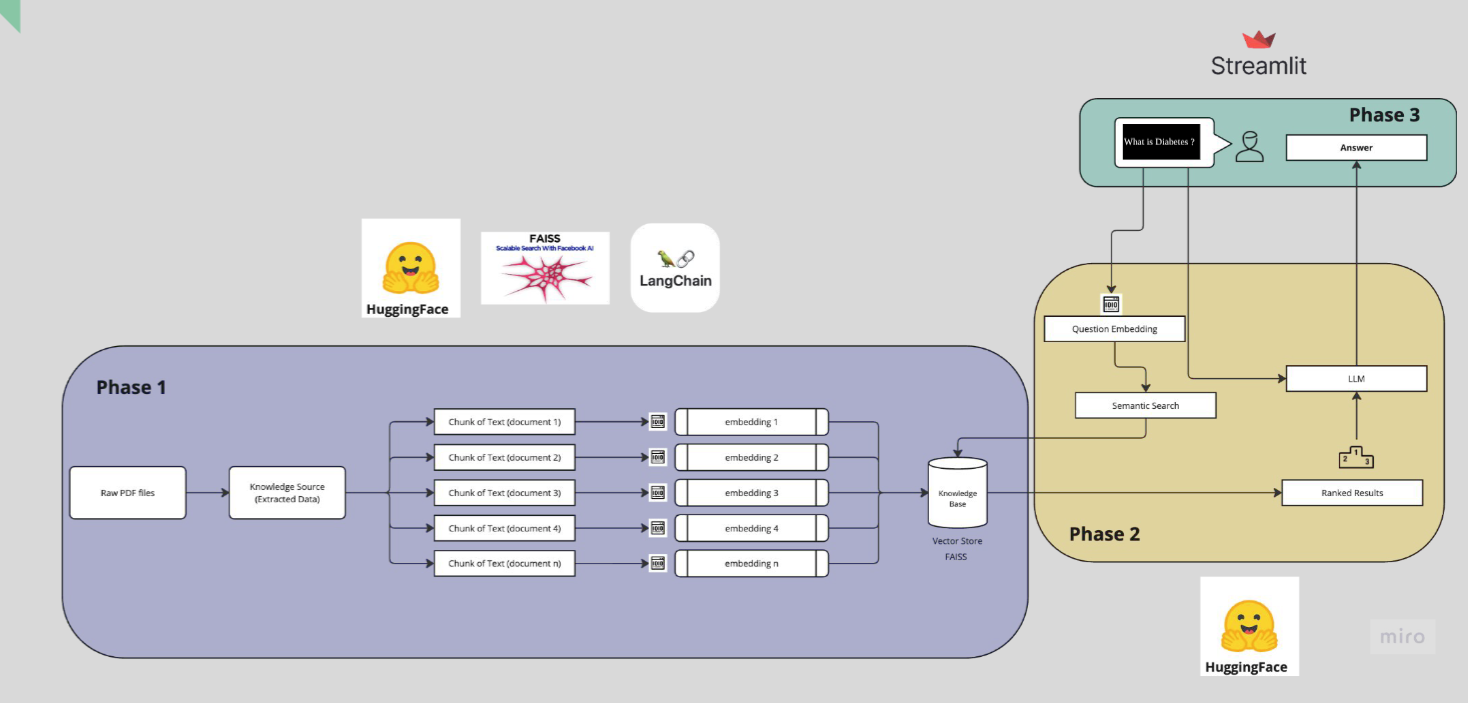 Streamlit
Phase 3
What is Diabetes ?
Answer
HuggingFace
FAISS
Scalable Search With Facebook AI
LangChain
Question Embedding
Semantic Search
LLM
2 1 3
Ranked Results
Phase 2
Phase 1
Raw PDF files
Knowledge Source
(Extracted Data)
Chunk of Text (document 1)
embedding 1
Chunk of Text (document 2)
embedding 2
Chunk of Text (document 3)
embedding 3
Chunk of Text (document 4)
embedding 4
Chunk of Text (document n)
embedding n
Knowledge
Base
Vector Store
FAISS
HuggingFace
miro